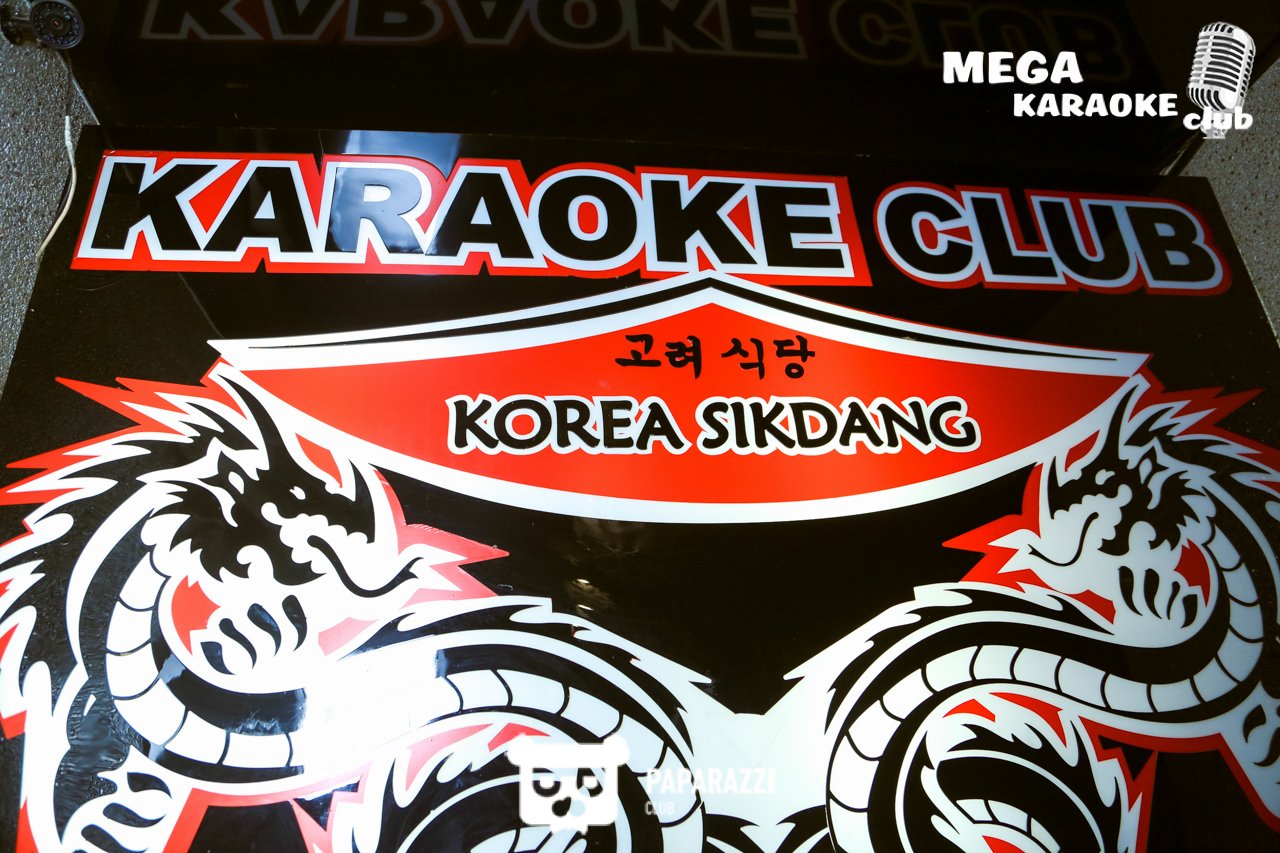 MEGA
KARAOKE
club
KARAOKE CLUB
고려 식당
KOREA SIKDANG
PAPARAZZI
CLUB